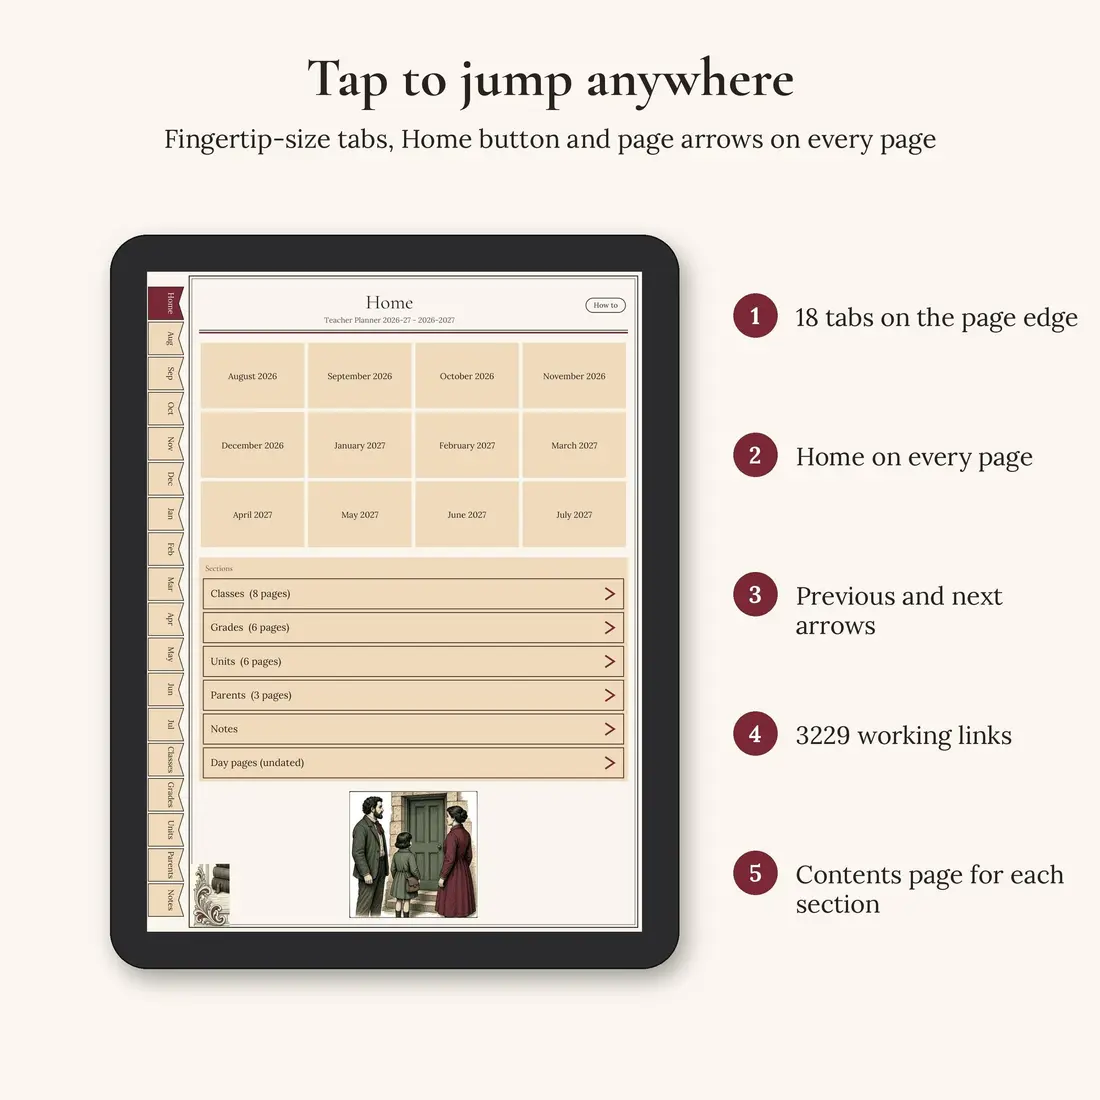 Tap to jump anywhere
Fingertip-size tabs, Home button and page arrows on every page
Home
Aug
Sep
Oct
Nov
Dec
Jan
Feb
Mar
Apr
May
Jun
Jul
Classes
Grades
Units
Parents
Notes
Home
How to
Teacher Planner 2026-27 - 2026-2027
August 2026
September 2026
October 2026
November 2026
December 2026
January 2027
February 2027
March 2027
April 2027
May 2027
June 2027
July 2027
Sections
Classes (8 pages)
Grades (6 pages)
Units (6 pages)
Parents (3 pages)
Notes
Day pages (undated)
1 18 tabs on the page edge
2 Home on every page
3 Previous and next
arrows
4 3229 working links
5 Contents page for each
section